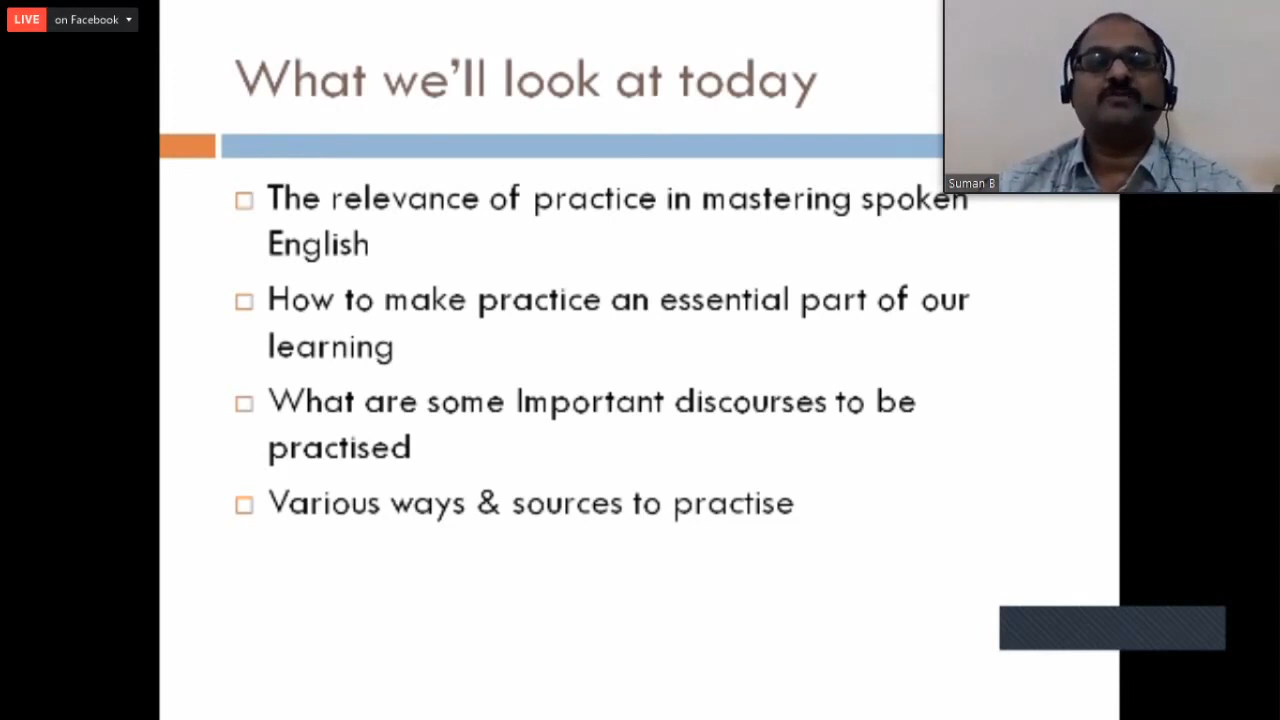 LIVE on Facebook
What we'll look at today
Suman B
The relevance of practice in mastering spoken
English
How to make practice an essential part of our
learning
What are some Important discourses to be
practised
Various ways & sources to practise